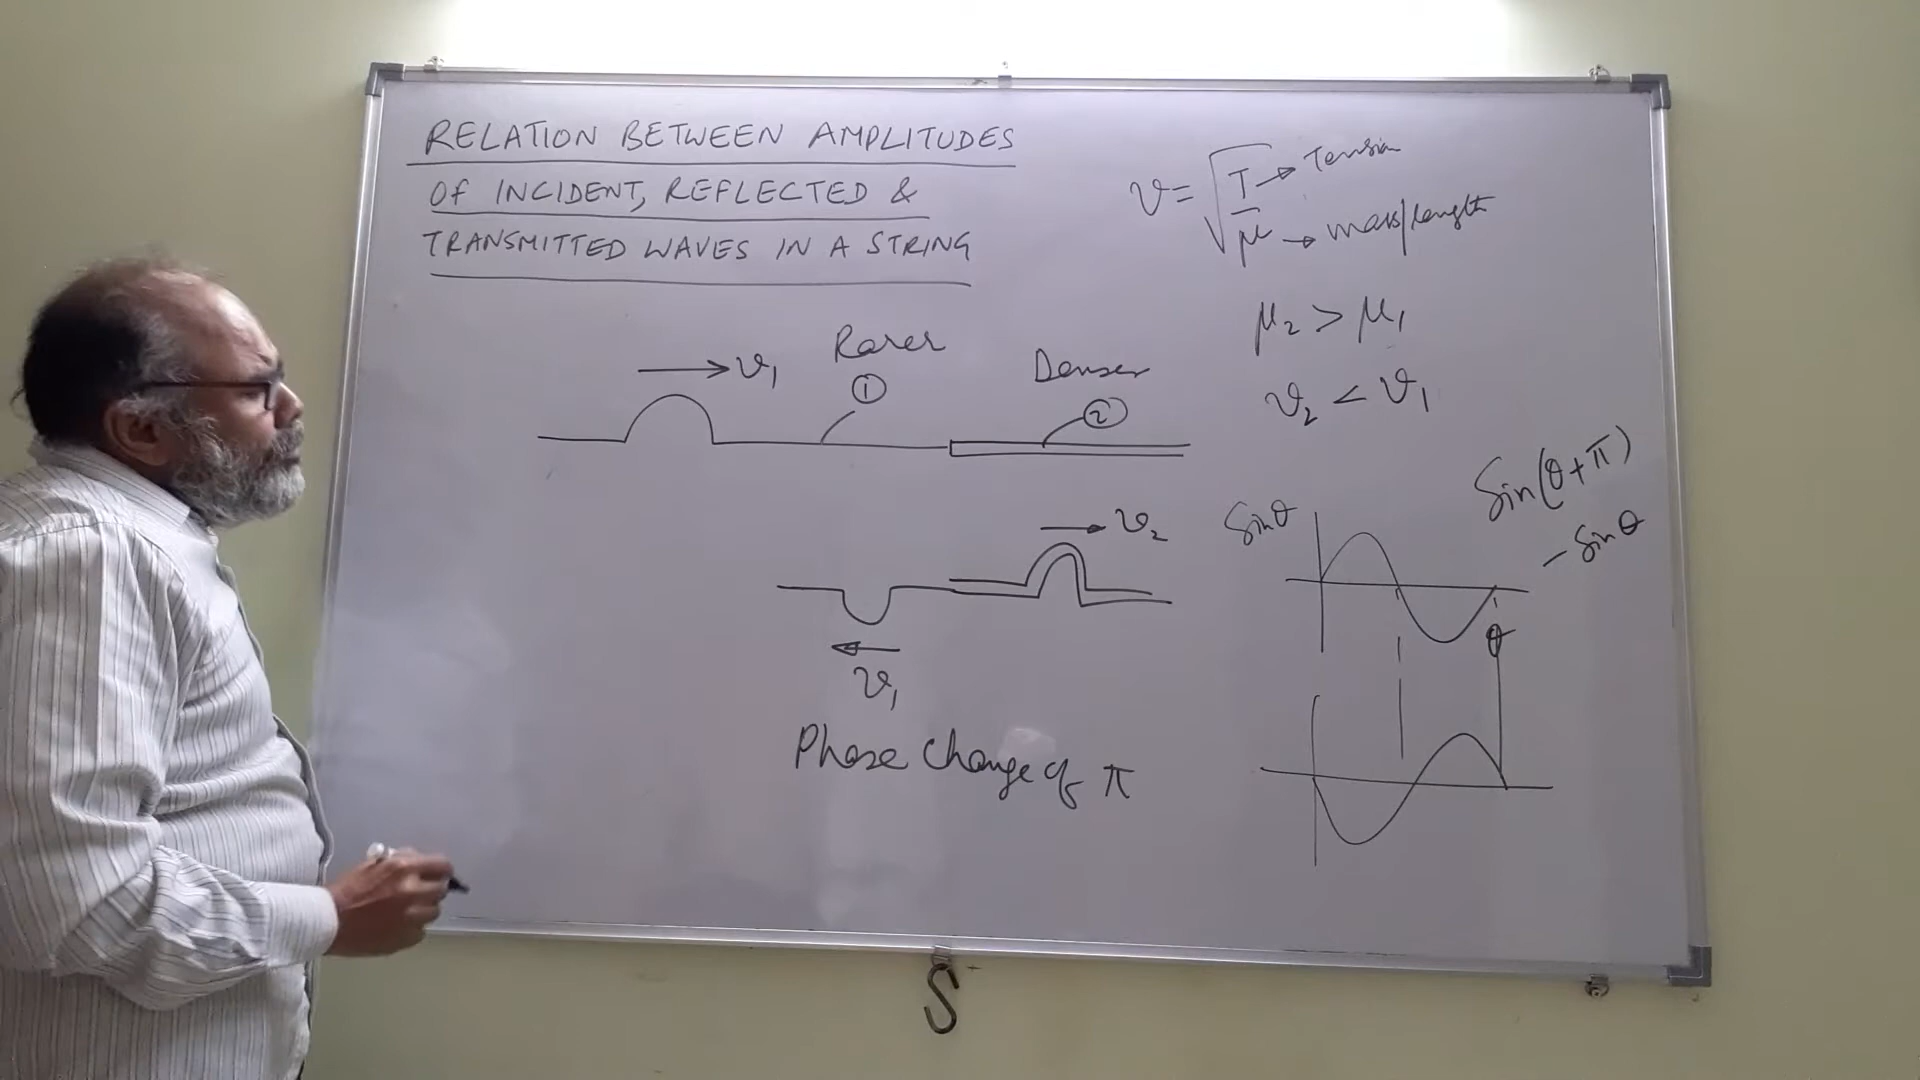 RELATION BETWEEN AMPLITUDES
OF INCIDENT, REFLECTED &
TRANSMITTED WAVES IN A STRING
v = √(T/μ)
T → Tension
μ → mass/length
μ₂ > μ₁
v₂ < v₁
→ v₁
Rarer
①
Denser
②
→ v₂
← v₁
Phase change of π
Sinθ
θ
Sin(θ+π)
- Sinθ